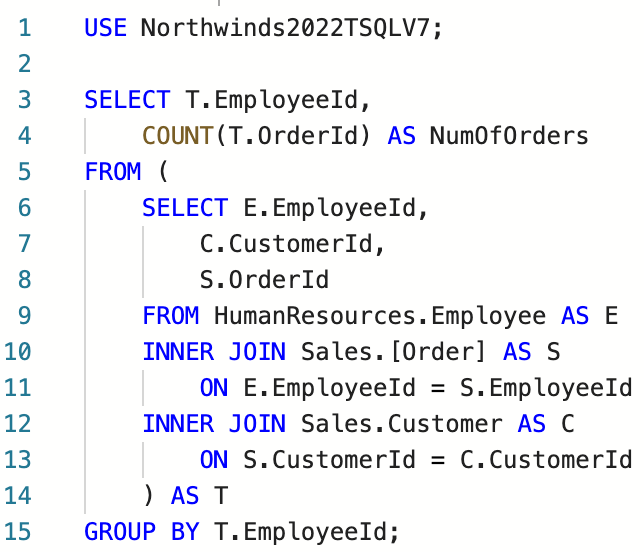 1 USE Northwinds2022TSQLV7;
2
3 SELECT T.EmployeeId,
4 COUNT(T.OrderId) AS NumOfOrders
5 FROM (
6 SELECT E.EmployeeId,
7 C.CustomerId,
8 S.OrderId
9 FROM HumanResources.Employee AS E
10 INNER JOIN Sales.[Order] AS S
11 ON E.EmployeeId = S.EmployeeId
12 INNER JOIN Sales.Customer AS C
13 ON S.CustomerId = C.CustomerId
14 ) AS T
15 GROUP BY T.EmployeeId;